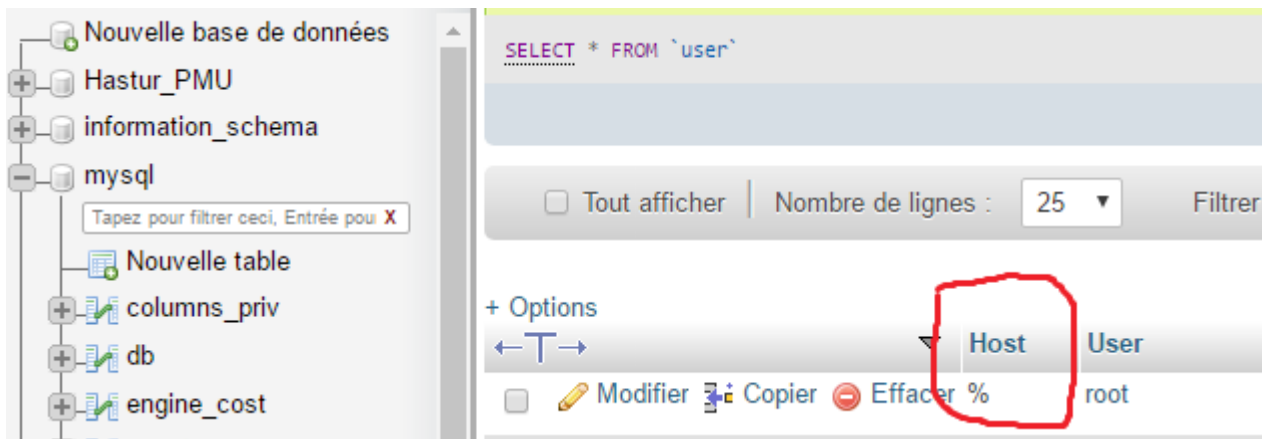 Nouvelle base de données
Hastur_PMU
information_schema
mysql
Tapez pour filtrer ceci, Entrée pou X
Nouvelle table
columns_priv
db
engine_cost
SELECT * FROM `user`
Tout afficher | Nombre de lignes : 25 Filtrer
+ Options
←T→ Host User
Modifier Copier Effacer % root